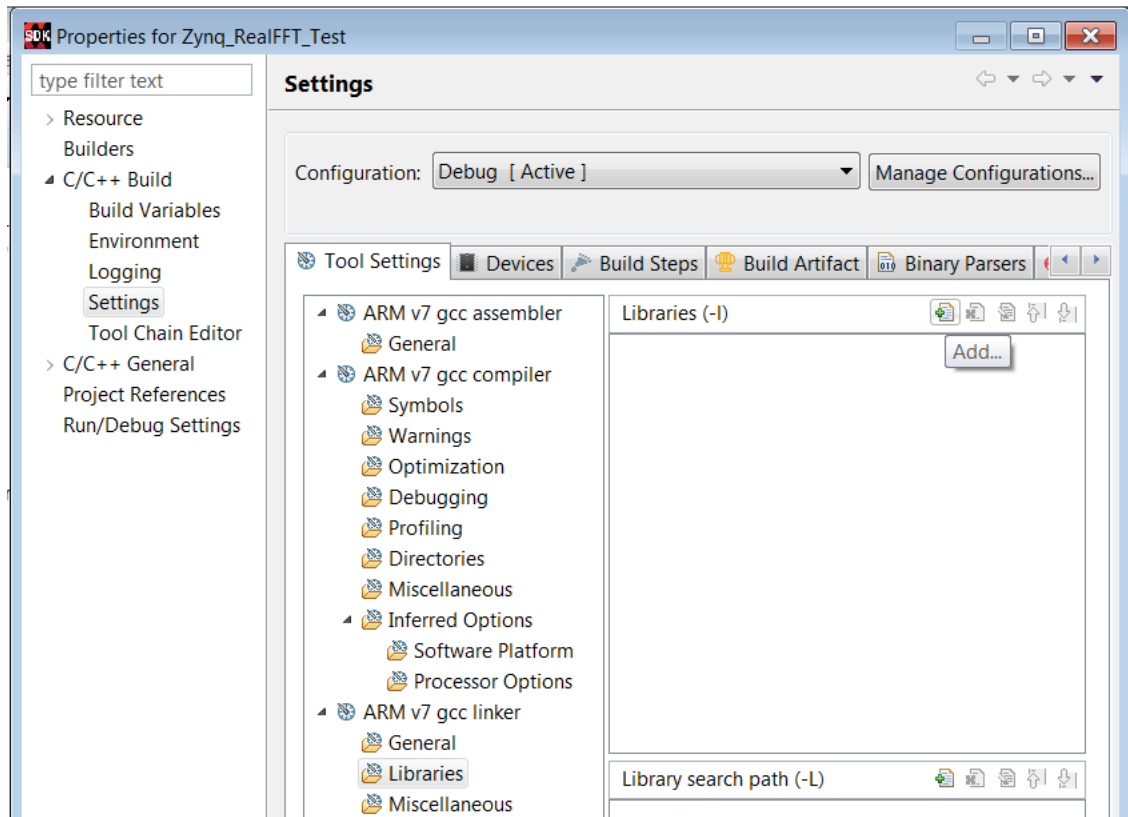 SDK Properties for Zynq_RealFFT_Test
type filter text
Resource
Builders
C/C++ Build
Build Variables
Environment
Logging
Settings
Tool Chain Editor
C/C++ General
Project References
Run/Debug Settings
Settings
Configuration: Debug [ Active ] Manage Configurations...
Tool Settings Devices Build Steps Build Artifact 010 Binary Parsers
ARM v7 gcc assembler
General
ARM v7 gcc compiler
Symbols
Warnings
Optimization
Debugging
Profiling
Directories
Miscellaneous
Inferred Options
Software Platform
Processor Options
ARM v7 gcc linker
General
Libraries
Miscellaneous
Libraries (-l)
Add...
Library search path (-L)